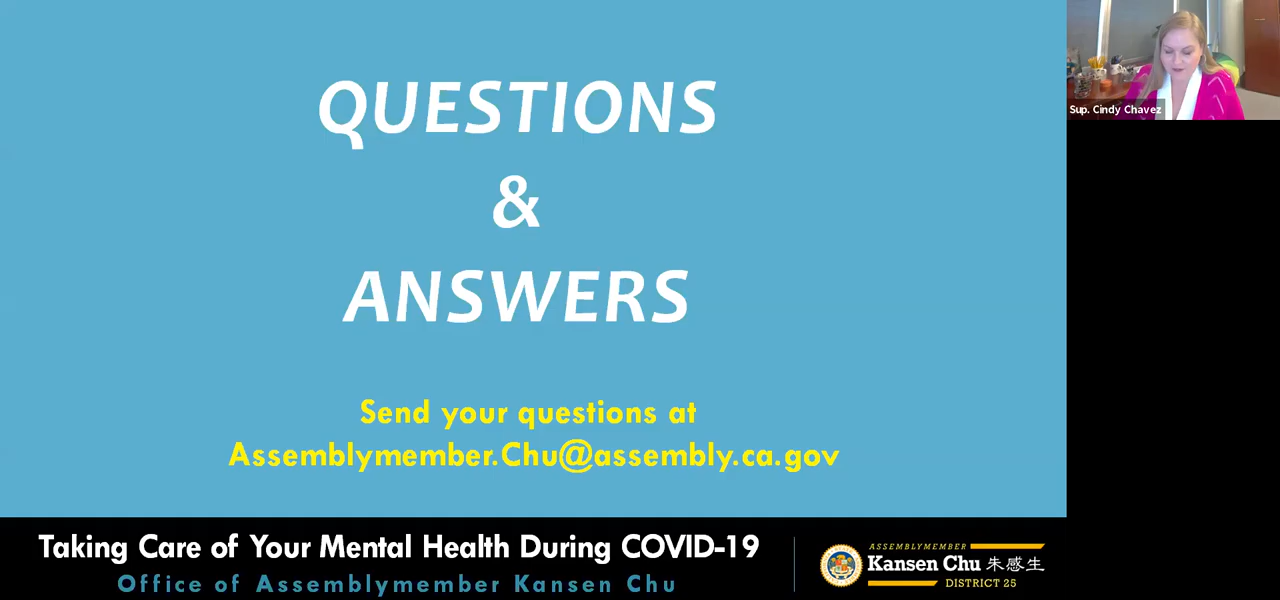 QUESTIONS
&
ANSWERS
Send your questions at
Assemblymember.Chu@assembly.ca.gov
Sup. Cindy Chavez
Taking Care of Your Mental Health During COVID-19
Office of Assemblymember Kansen Chu
ASSEMBLYMEMBER
Kansen Chu 朱感生
DISTRICT 25